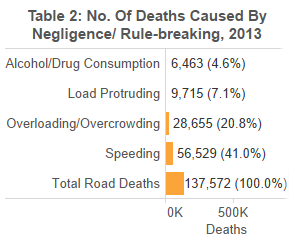 Table 2: No. Of Deaths Caused By
Negligence/ Rule-breaking, 2013
Alcohol/Drug Consumption 6,463 (4.6%)
Load Protruding 9,715 (7.1%)
Overloading/Overcrowding 28,655 (20.8%)
Speeding 56,529 (41.0%)
Total Road Deaths 137,572 (100.0%)
0K 500K
Deaths